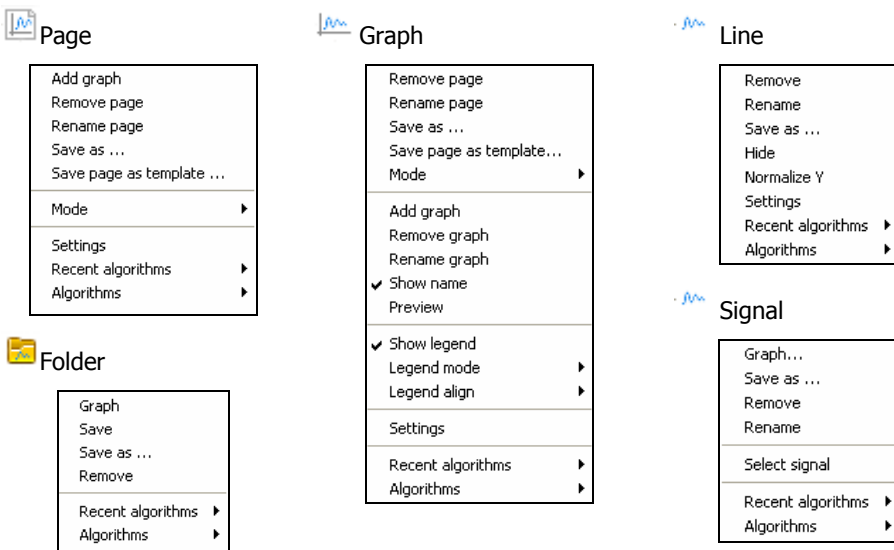 Page
Add graph
Remove page
Rename page
Save as ...
Save page as template ...
Mode
Settings
Recent algorithms
Algorithms
Folder
Graph
Save
Save as ...
Remove
Recent algorithms
Algorithms
Graph
Remove page
Rename page
Save as ...
Save page as template...
Mode
Add graph
Remove graph
Rename graph
Show name
Preview
Show legend
Legend mode
Legend align
Settings
Recent algorithms
Algorithms
Line
Remove
Rename
Save as ...
Hide
Normalize Y
Settings
Recent algorithms
Algorithms
Signal
Graph...
Save as ...
Remove
Rename
Select signal
Recent algorithms
Algorithms